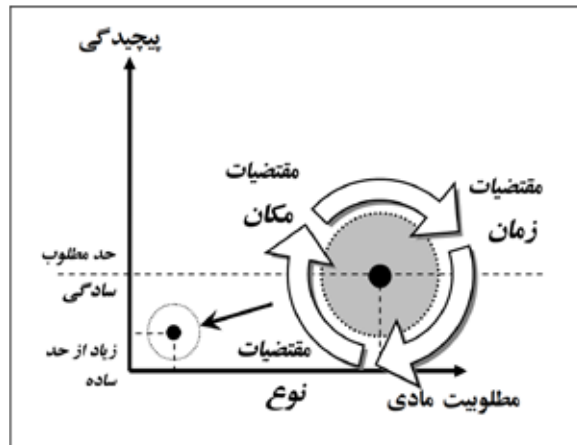 پیچیدگی
مقتضیات
مکان
مقتضیات
زمان
حد مطلوب
سادگی
زیاد از حد
ساده
مقتضیات
نوع
مطلوبیت مادی